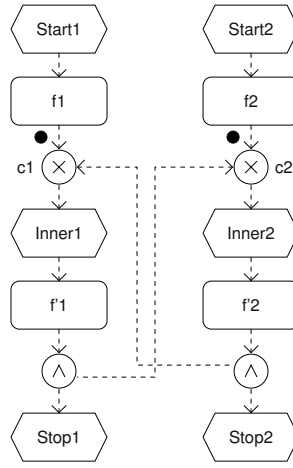 Start1 Start2
f1 f2
c1 × × c2
Inner1 Inner2
f'1 f'2
∧ ∧
Stop1 Stop2